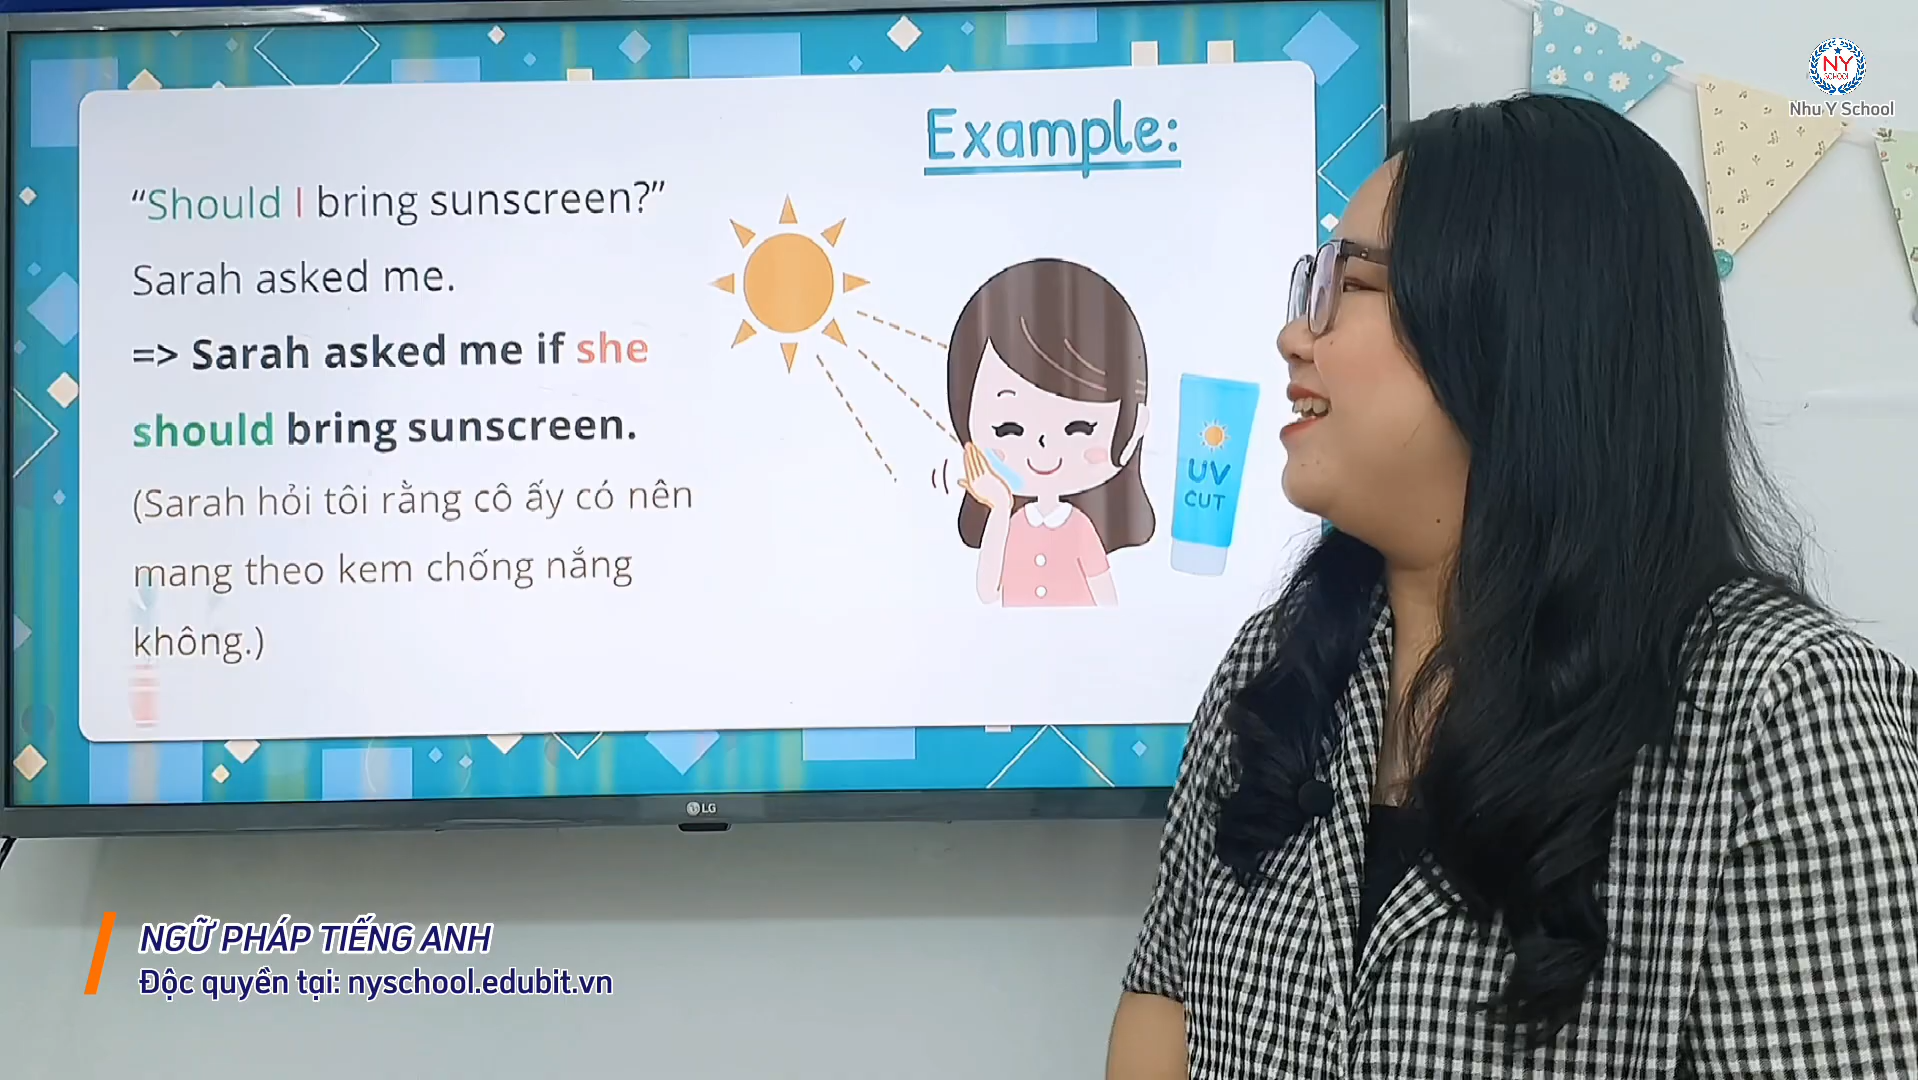 Example:
“Should I bring sunscreen?”
Sarah asked me.
=> Sarah asked me if she
should bring sunscreen.
(Sarah hỏi tôi rằng cô ấy có nên
mang theo kem chống nắng
không.)
UV
CUT
LG
NY
SCHOOL
Nhu Y School
NGỮ PHÁP TIẾNG ANH
Độc quyền tại: nyschool.edubit.vn